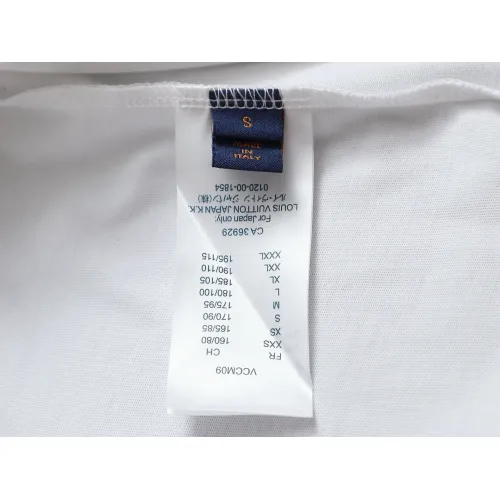 S
IN
ITALY
VCCM09
FR CH
XXS 160/80
XS 165/85
S 170/90
M 175/95
L 180/100
XL 185/105
XXL 190/110
XXXL 195/115
CA 36929
For Japan only:
LOUIS VUITTON JAPAN K.K.
ルイ・ヴィトン ジャパン(株)
0120-00-1854